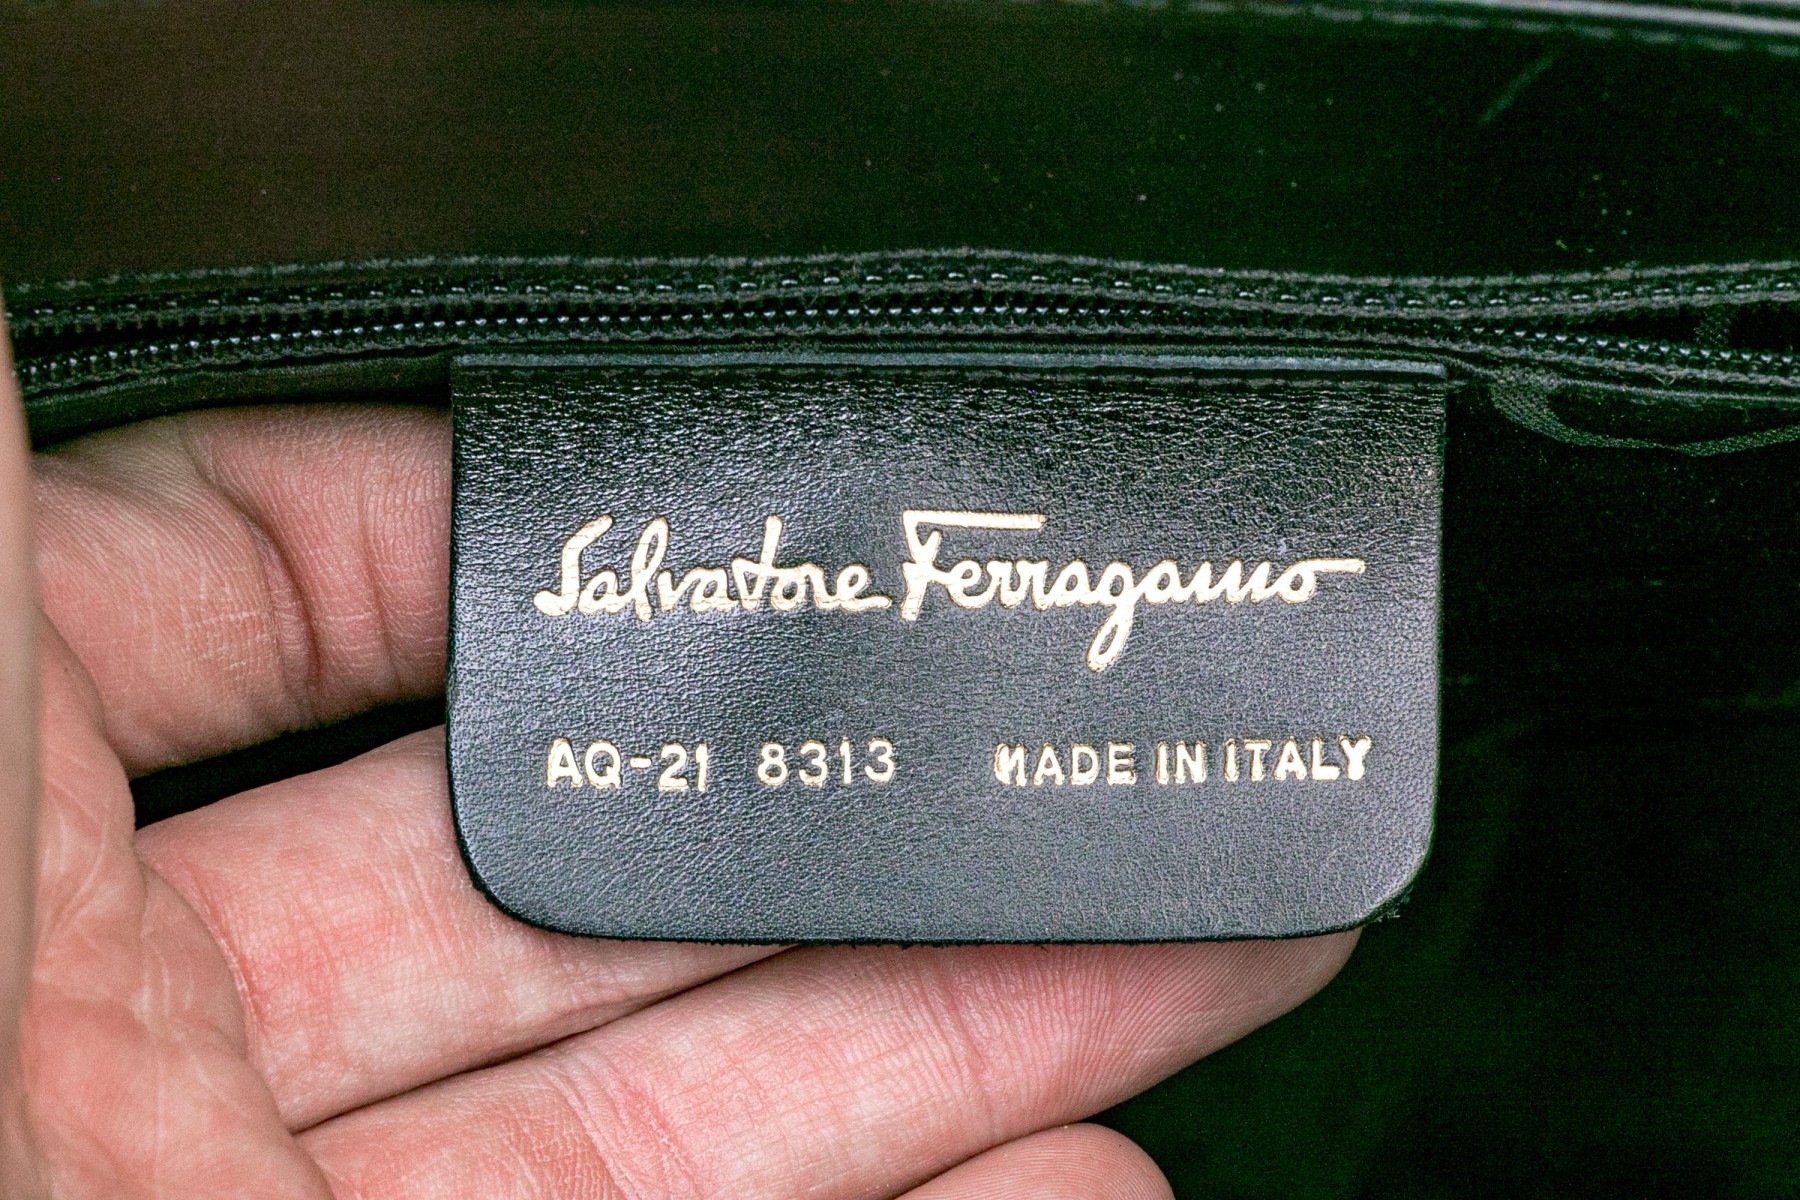 Salvatore Ferragamo
AQ-21 8313 MADE IN ITALY